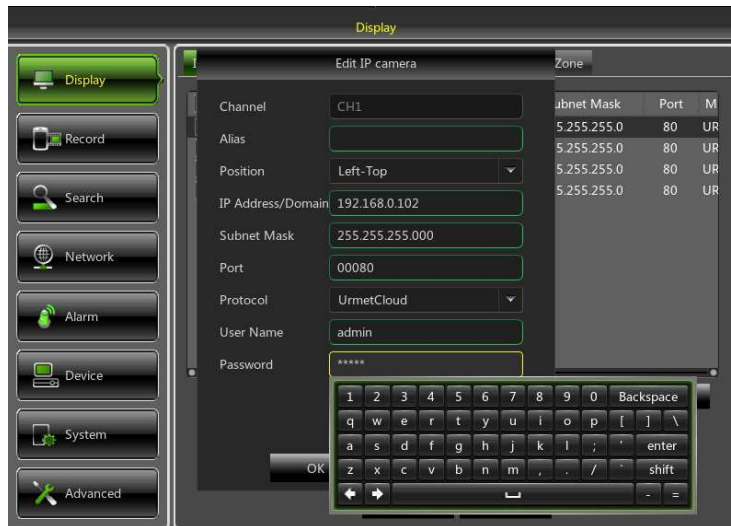 Display
Edit IP camera
Zone
Display
Record
Search
Network
Alarm
Device
System
Advanced
Channel CH1
Alias
Position Left-Top
IP Address/Domain 192.168.0.102
Subnet Mask 255.255.255.000
Port 00080
Protocol UrmetCloud
User Name admin
Password *****
ubnet Mask Port M
5.255.255.0 80 UR
5.255.255.0 80 UR
5.255.255.0 80 UR
5.255.255.0 80 UR
1 2 3 4 5 6 7 8 9 0 Backspace
q w e r t y u i o p [ ] \
a s d f g h j k l ; ' enter
z x c v b n m , . / ` shift
- =
OK